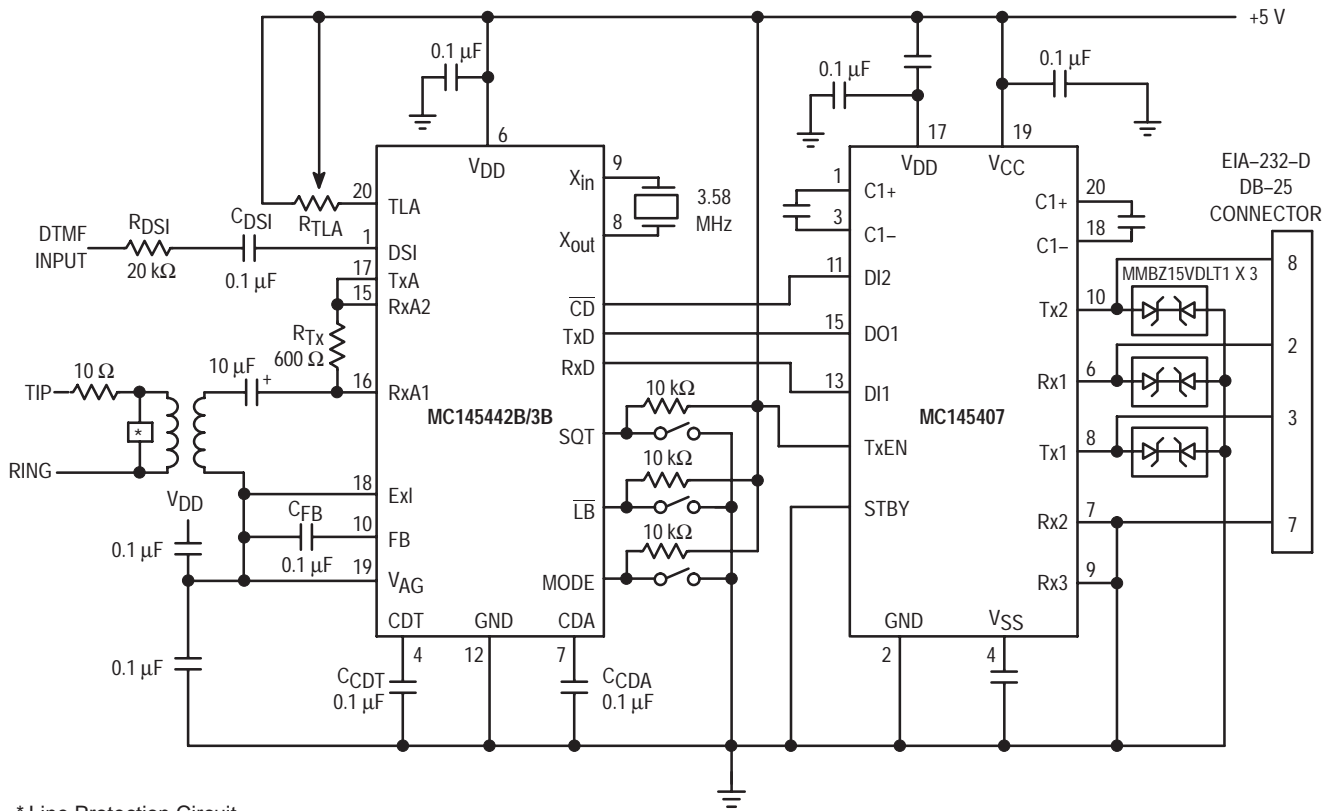 +5 V
0.1 µF
0.1 µF
0.1 µF
6
VDD
17
VDD
19
VCC
EIA–232–D
DB–25
CONNECTOR
20
TLA
RTLA
9
Xin
3.58
MHz
8
Xout
1
C1+
3
C1–
20
C1+
18
C1–
DTMF
INPUT
RDSI
20 kΩ
CDSI
0.1 µF
1
DSI
17
TxA
15
RxA2
RTx
600 Ω
10 µF
+
16
RxA1
10 Ω
TIP
*
RING
MC145442B/3B
CD
TxD
RxD
11
DI2
15
DO1
13
DI1
MC145407
MMBZ15VDLT1 X 3
10
Tx2
8
6
Rx1
2
8
Tx1
3
10 kΩ
SQT
10 kΩ
LB
10 kΩ
MODE
TxEN
STBY
7
Rx2
7
9
Rx3
VDD
0.1 µF
18
ExI
CFB
0.1 µF
10
FB
19
VAG
0.1 µF
CDT
4
CCDT
0.1 µF
GND
12
CDA
7
CCDA
0.1 µF
GND
2
VSS
4
* Line Protection Circuit